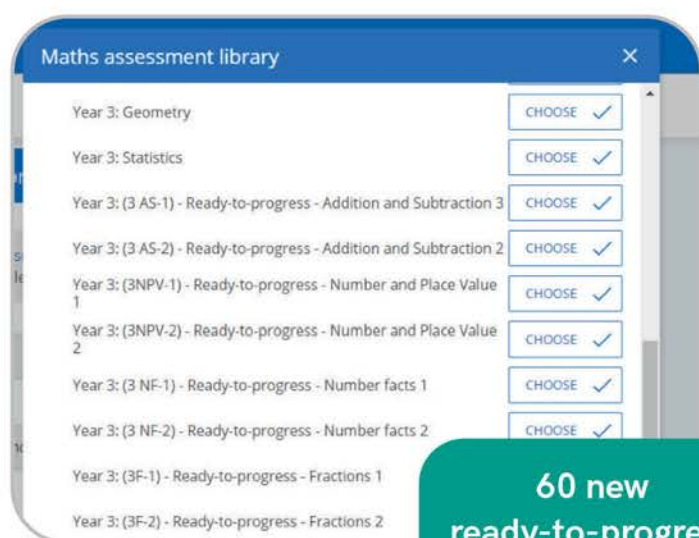 Maths assessment library
Year 3: Geometry CHOOSE
Year 3: Statistics CHOOSE
Year 3: (3 AS-1) - Ready-to-progress - Addition and Subtraction 3 CHOOSE
Year 3: (3 AS-2) - Ready-to-progress - Addition and Subtraction 2 CHOOSE
Year 3: (3NPV-1) - Ready-to-progress - Number and Place Value
1 CHOOSE
Year 3: (3NPV-2) - Ready-to-progress - Number and Place Value
2 CHOOSE
Year 3: (3 NF-1) - Ready-to-progress - Number facts 1 CHOOSE
Year 3: (3 NF-2) - Ready-to-progress - Number facts 2 CHOOSE
Year 3: (3F-1) - Ready-to-progress - Fractions 1
Year 3: (3F-2) - Ready-to-progress - Fractions 2
60 new